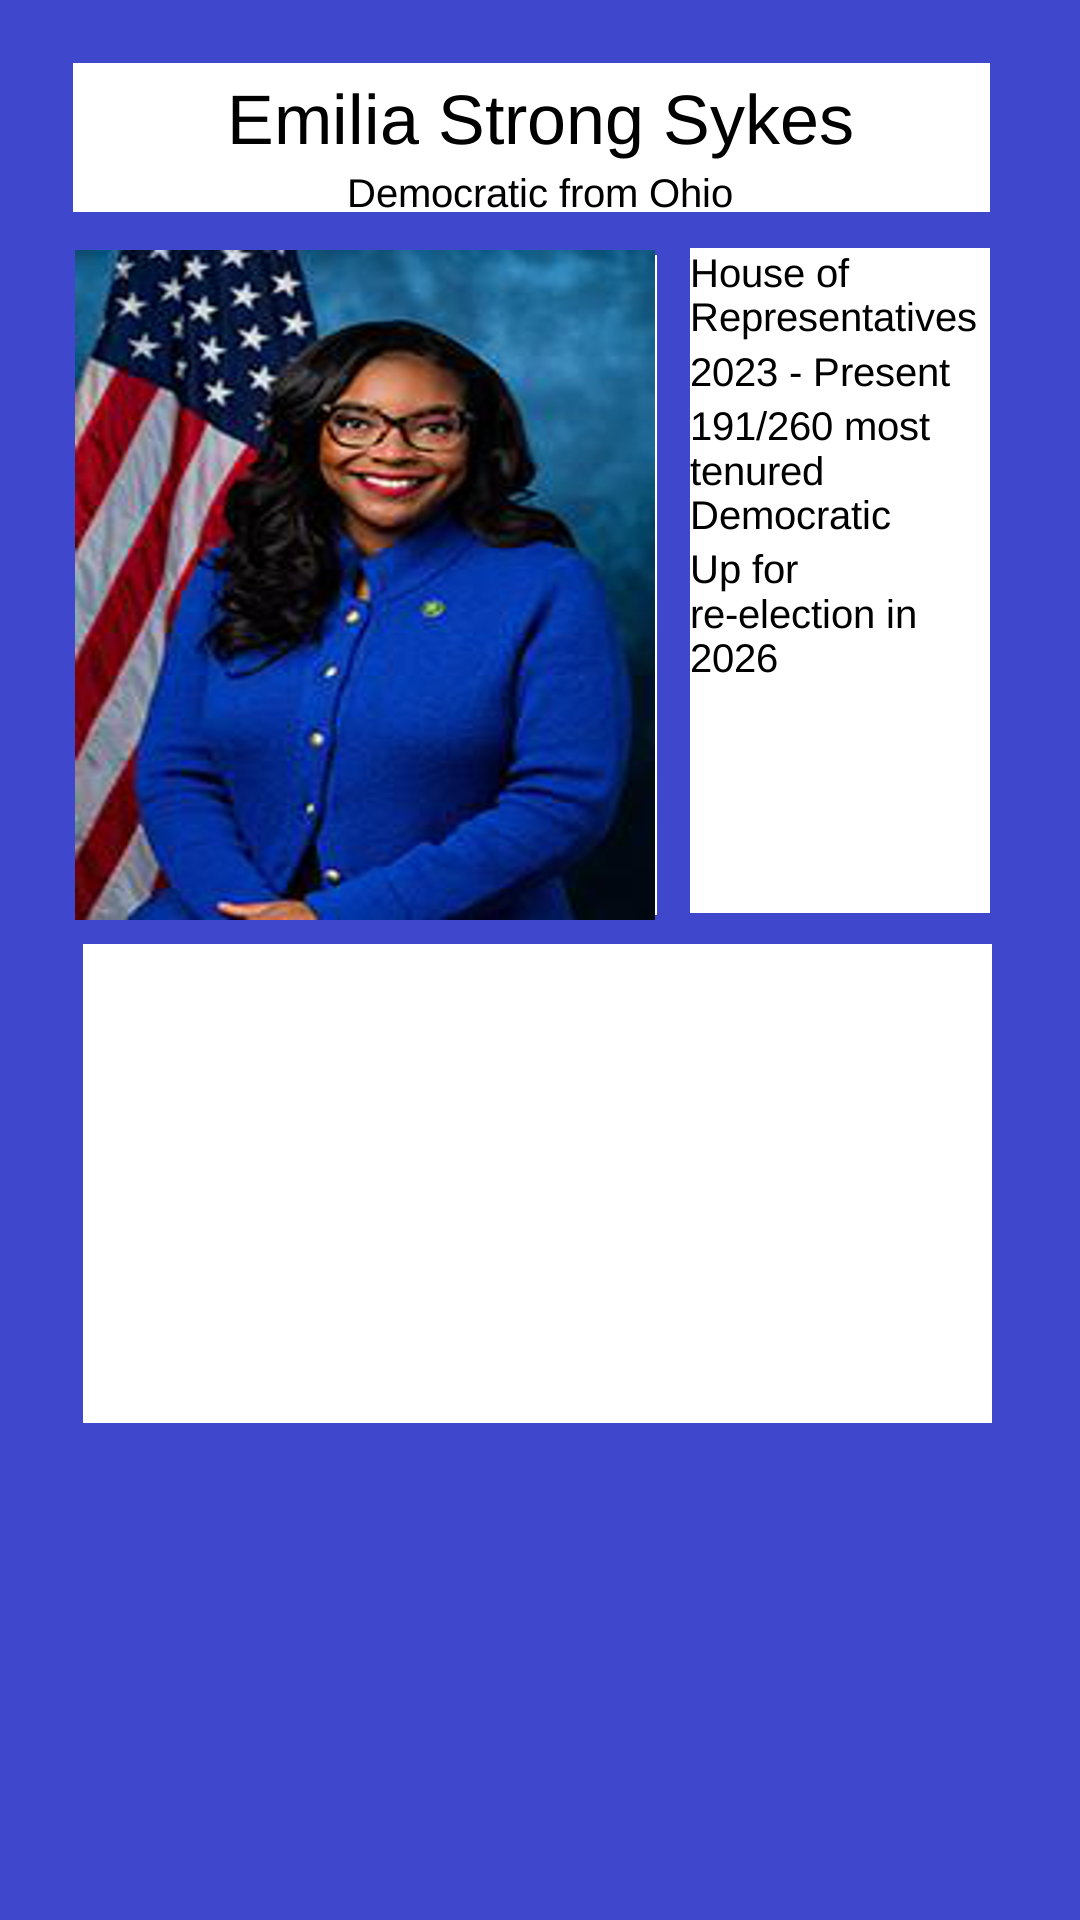 Emilia Strong Sykes
Democratic from Ohio
House of
Representatives
2023 - Present
191/260 most
tenured
Democratic
Up for
re-election in
2026